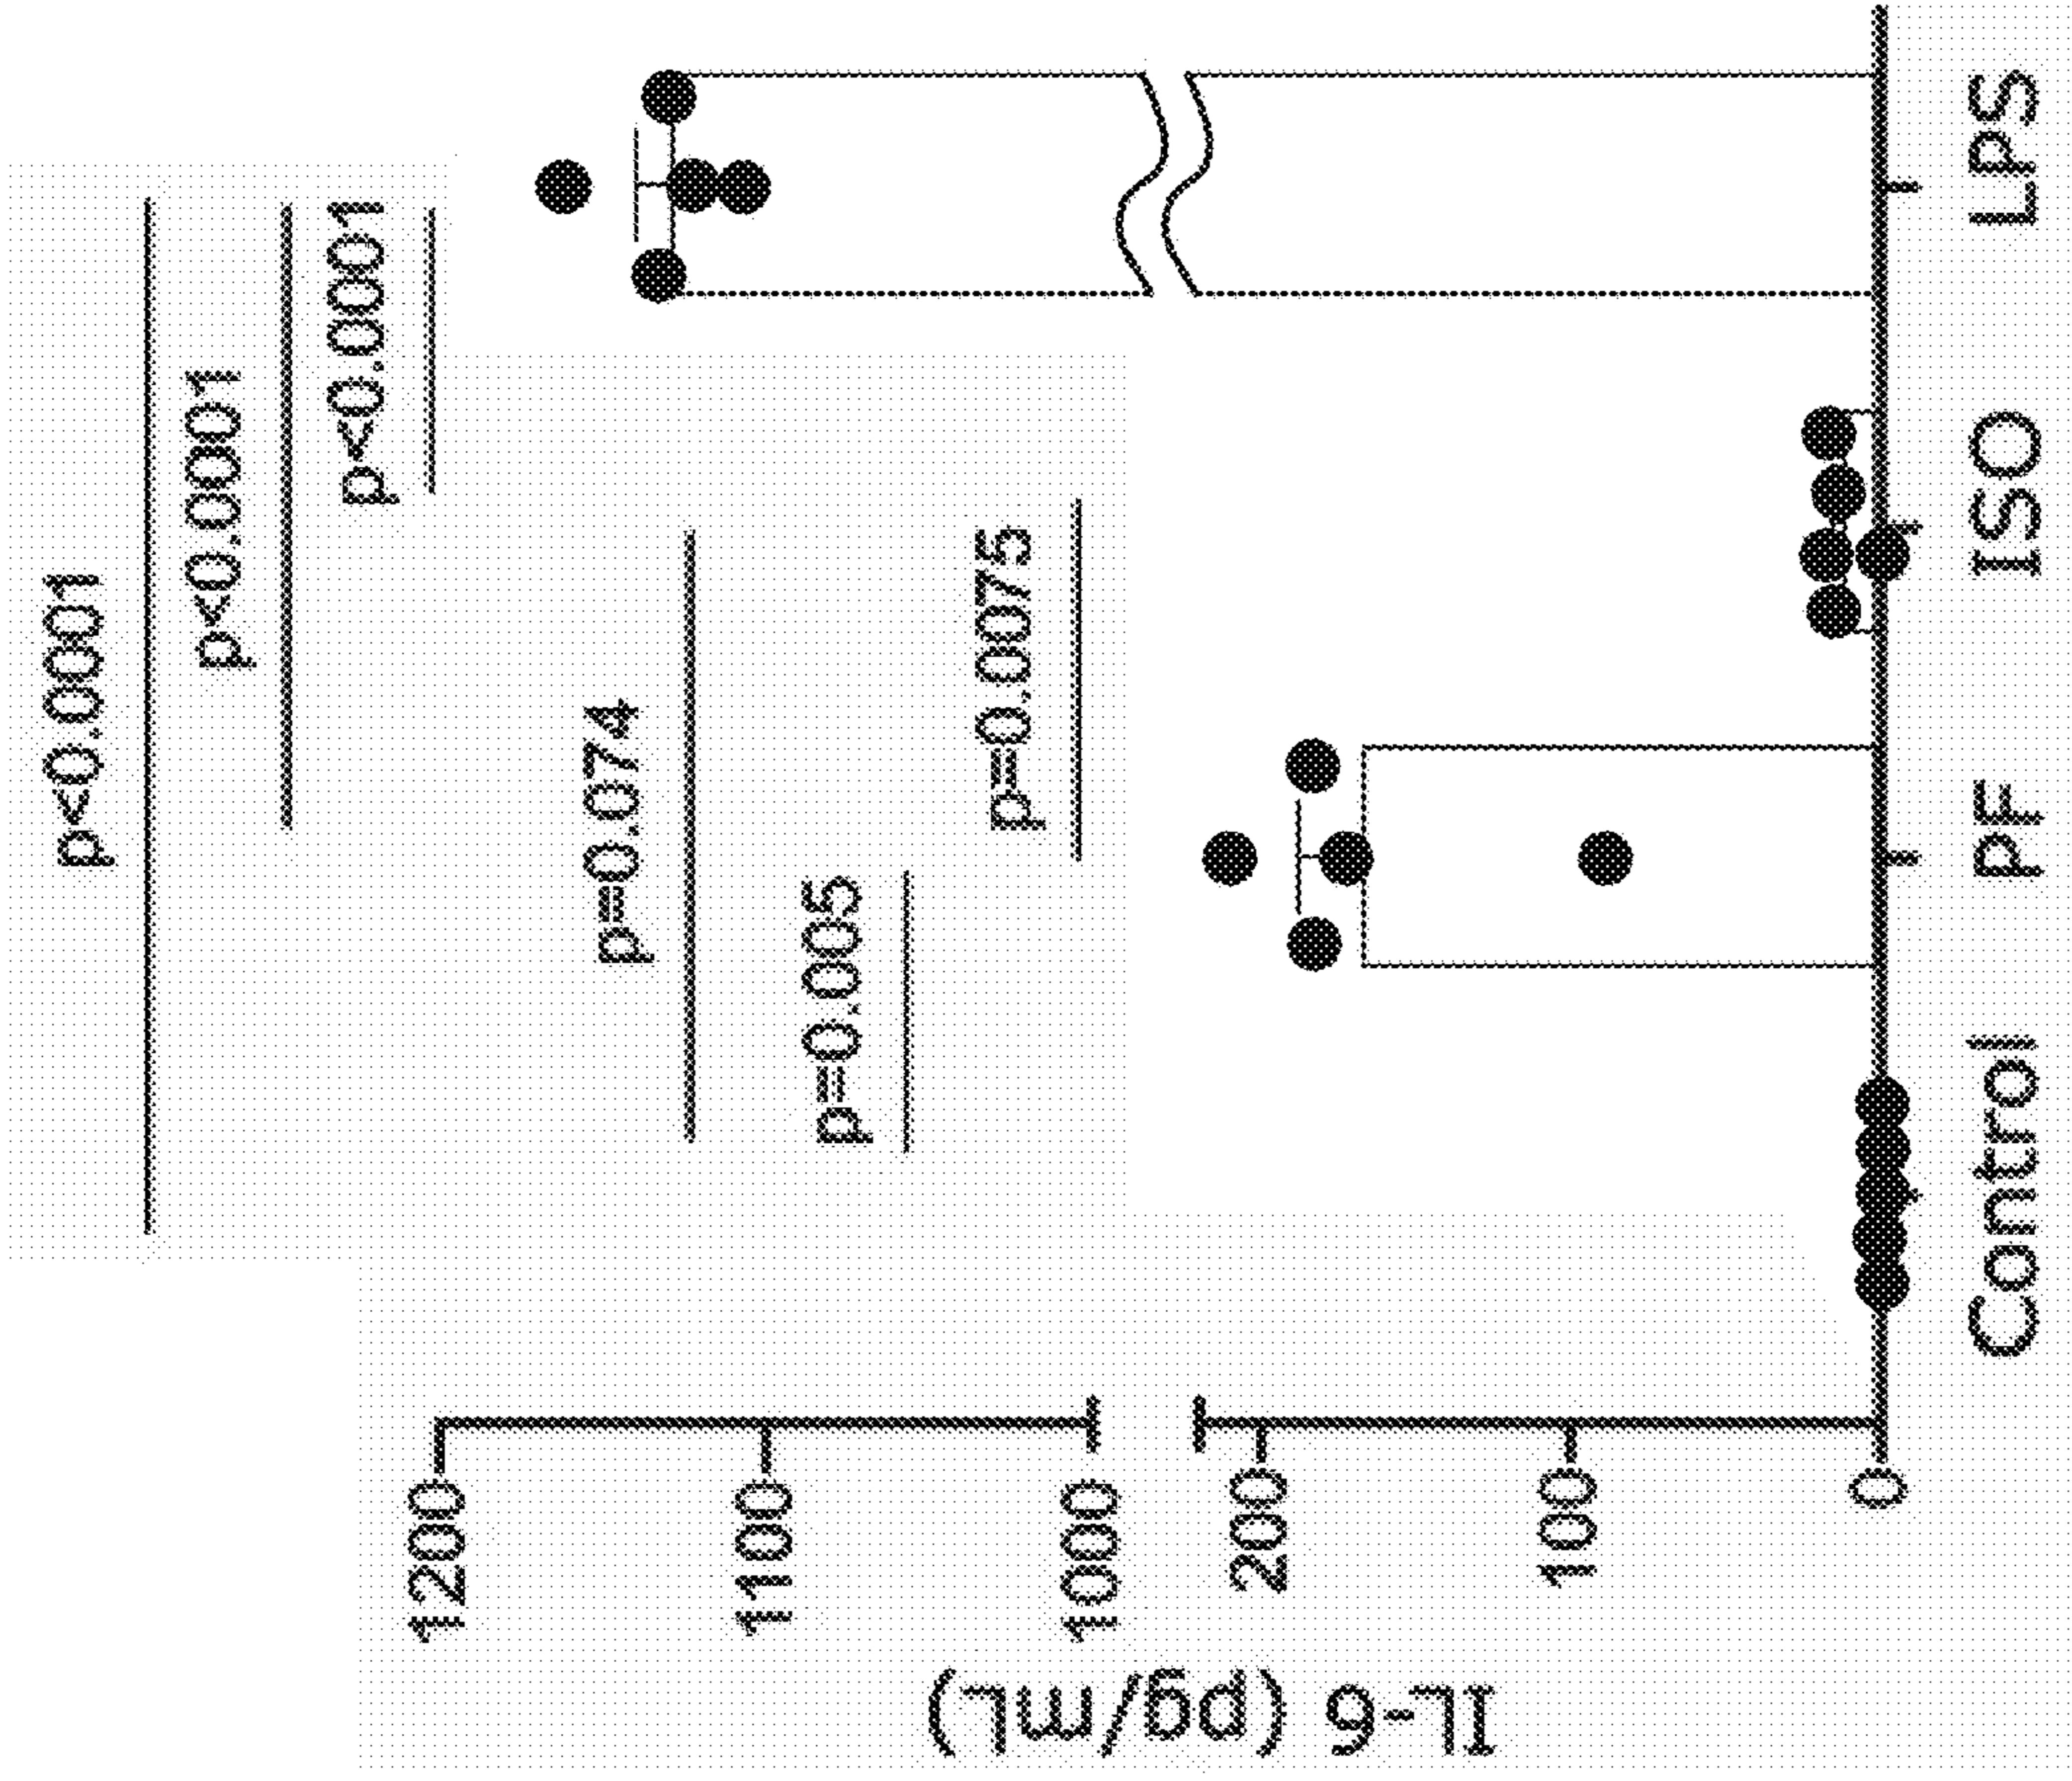 p<0.0001
p<0.0001
p<0.0001
p=0.074
p=0.005
p=0.0075
1200
1100
1000
200
100
0
IL-6 (pg/mL)
Control
PF
ISO
LPS